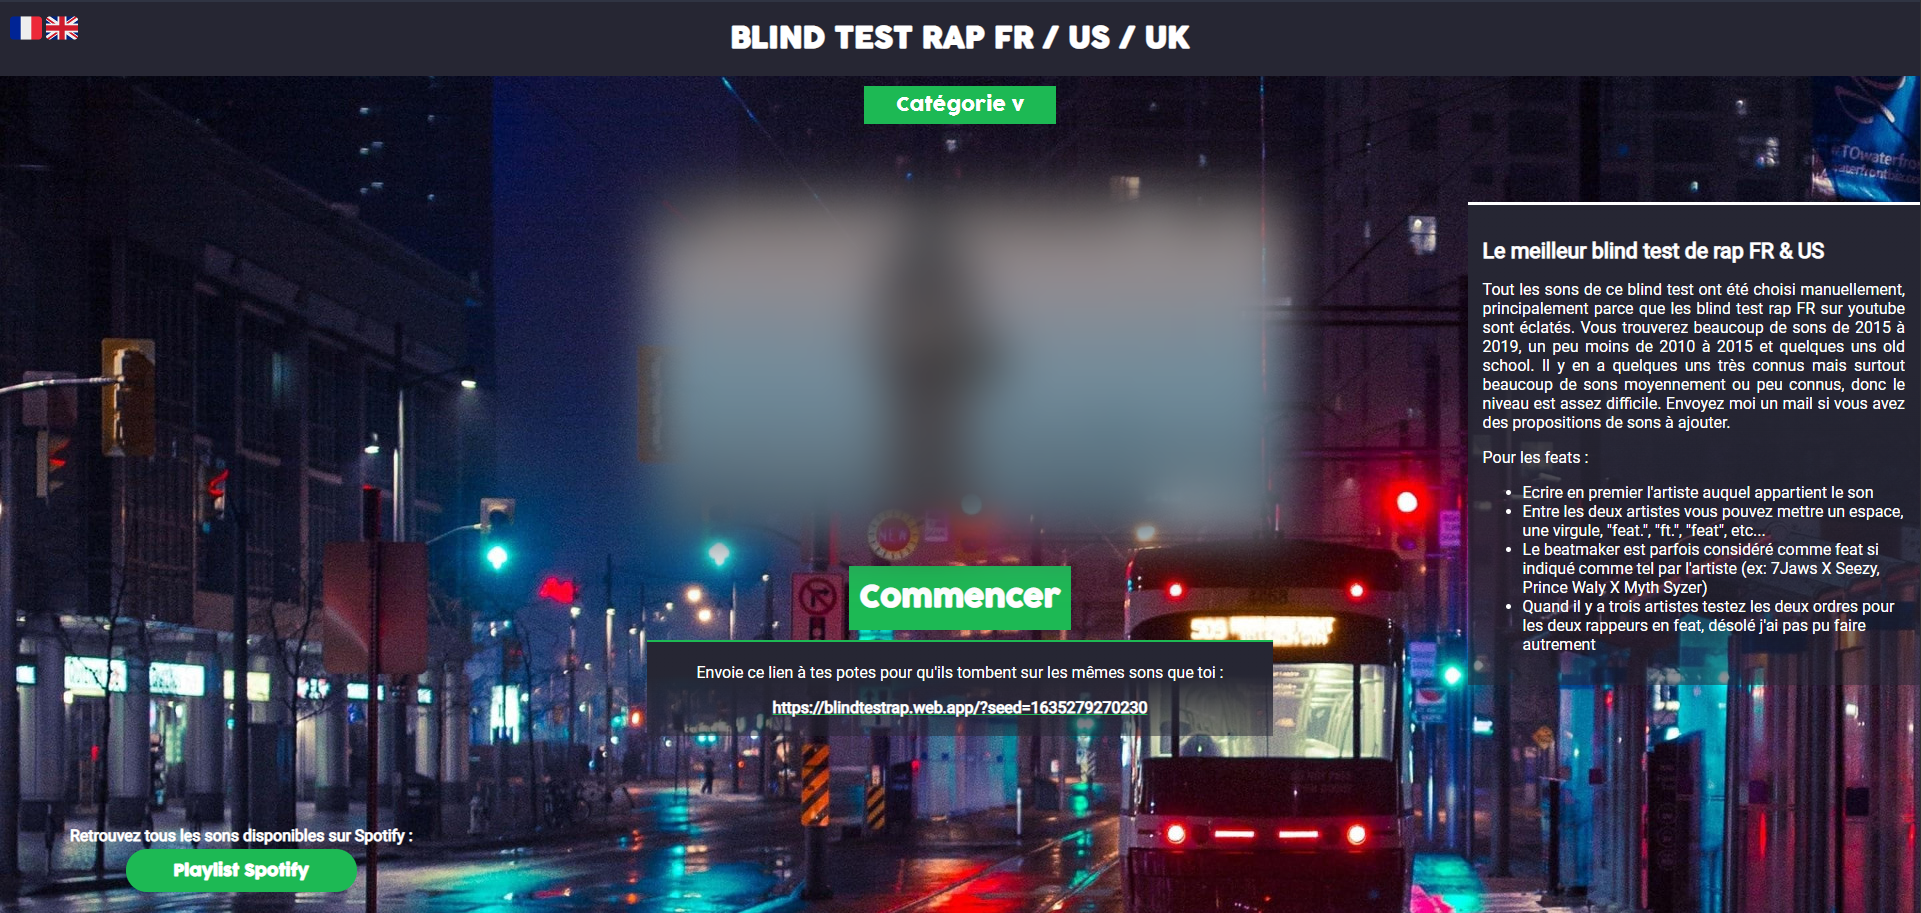 BLIND TEST RAP FR / US / UK
Catégorie v
#TOwaterfro
waterfrontbia.co
Le meilleur blind test de rap FR & US
Tout les sons de ce blind test ont été choisi manuellement,
principalement parce que les blind test rap FR sur youtube
sont éclatés. Vous trouverez beaucoup de sons de 2015 à
2019, un peu moins de 2010 à 2015 et quelques uns old
school. Il y en a quelques uns très connus mais surtout
beaucoup de sons moyennement ou peu connus, donc le
niveau est assez difficile. Envoyez moi un mail si vous avez
des propositions de sons à ajouter.
Pour les feats :
• Ecrire en premier l'artiste auquel appartient le son
• Entre les deux artistes vous pouvez mettre un espace,
une virgule, "feat.", "ft.", "feat", etc...
• Le beatmaker est parfois considéré comme feat si
indiqué comme tel par l'artiste (ex: 7Jaws X Seezy,
Prince Waly X Myth Syzer)
• Quand il y a trois artistes testez les deux ordres pour
les deux rappeurs en feat, désolé j'ai pas pu faire
autrement
NEW
Commencer
Envoie ce lien à tes potes pour qu'ils tombent sur les mêmes sons que toi :
https://blindtestrap.web.app/?seed=1635279270230
Retrouvez tous les sons disponibles sur Spotify :
Playlist Spotify